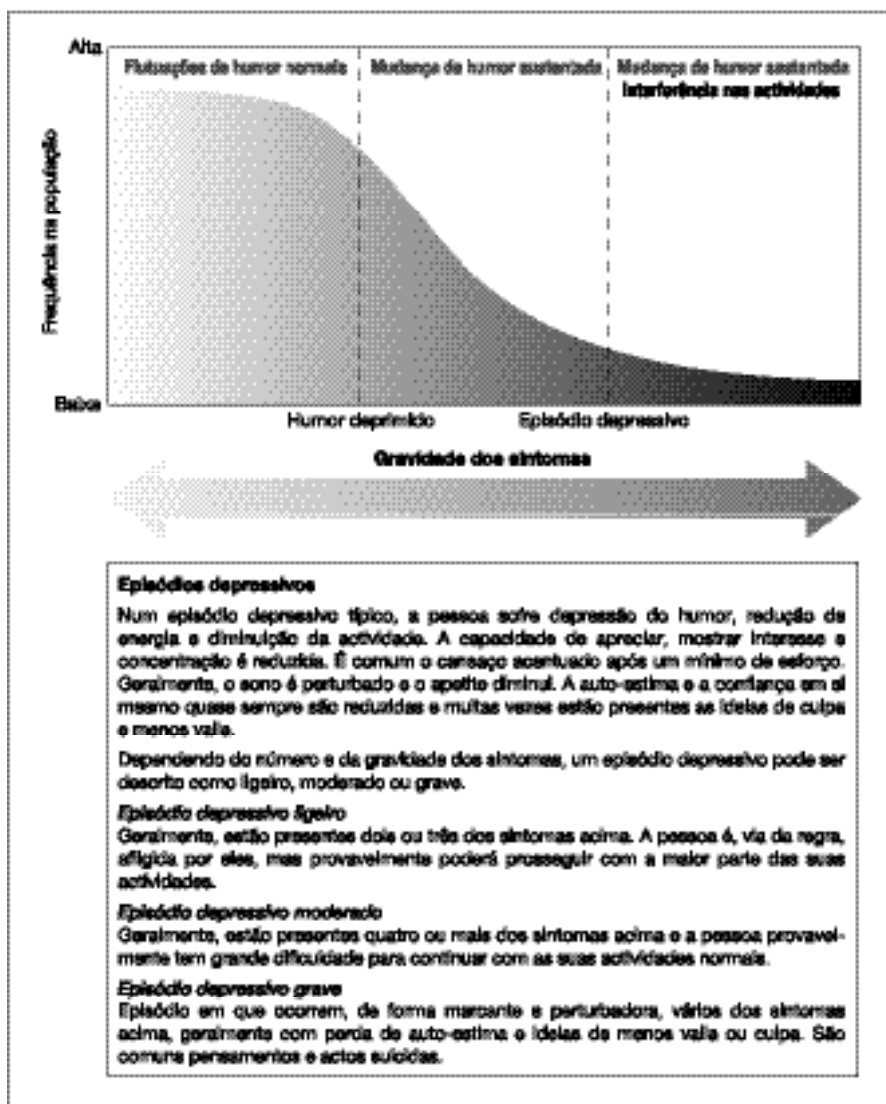 Alta
Flutuações de humor normais
Mudança de humor sustentada
Mudança de humor sustentada
Interferência nas actividades
Frequência na população
Baixa
Humor deprimido
Episódio depressivo
Gravidade dos sintomas
Episódios depressivos
Num episódio depressivo típico, a pessoa sofre depressão do humor, redução da
energia e diminuição da actividade. A capacidade de apreciar, mostrar interesse e
concentração é reduzida. É comum o cansaço acentuado após um mínimo de esforço.
Geralmente, o sono é perturbado e o apetite diminui. A auto-estima e a confiança em si
mesmo quase sempre são reduzidas e muitas vezes estão presentes as ideias de culpa
e menos valia.
Dependendo do número e da gravidade dos sintomas, um episódio depressivo pode ser
descrito como ligeiro, moderado ou grave.
Episódio depressivo ligeiro
Geralmente, estão presentes dois ou três dos sintomas acima. A pessoa é, via da regra,
afligida por eles, mas provavelmente poderá prosseguir com a maior parte das suas
actividades.
Episódio depressivo moderado
Geralmente, estão presentes quatro ou mais dos sintomas acima e a pessoa provavel-
mente tem grande dificuldade para continuar com as suas actividades normais.
Episódio depressivo grave
Episódio em que ocorrem, de forma marcante e perturbadora, vários dos sintomas
acima, geralmente com perda de auto-estima e ideias de menos valia ou culpa. São
comuns pensamentos e actos suicidas.